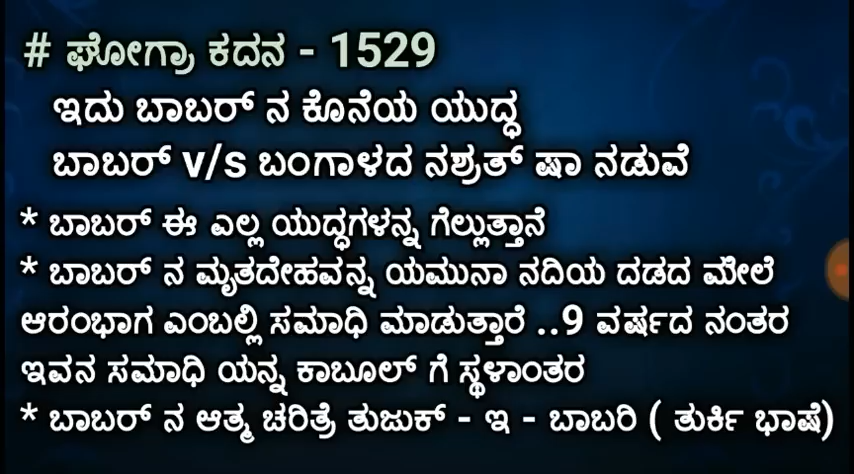 # ಘೋಗ್ರಾ ಕದನ - 1529
ಇದು ಬಾಬರ್ ನ ಕೊನೆಯ ಯುದ್ಧ
ಬಾಬರ್ v/s ಬಂಗಾಳದ ನಶ್ರತ್ ಷಾ ನಡುವೆ
* ಬಾಬರ್ ಈ ಎಲ್ಲ ಯುದ್ಧಗಳನ್ನ ಗೆಲ್ಲುತ್ತಾನೆ
* ಬಾಬರ್ ನ ಮೃತದೇಹವನ್ನ ಯಮುನಾ ನದಿಯ ದಡದ ಮೇಲೆ
ಆರಂಭಾಗ ಎಂಬಲ್ಲಿ ಸಮಾಧಿ ಮಾಡುತ್ತಾರೆ ..9 ವರ್ಷದ ನಂತರ
ಇವನ ಸಮಾಧಿ ಯನ್ನ ಕಾಬೂಲ್ ಗೆ ಸ್ಥಳಾಂತರ
* ಬಾಬರ್ ನ ಆತ್ಮ ಚರಿತ್ರೆ ತುಜುಕ್ - ಇ - ಬಾಬರಿ ( ತುರ್ಕಿ ಭಾಷೆ)